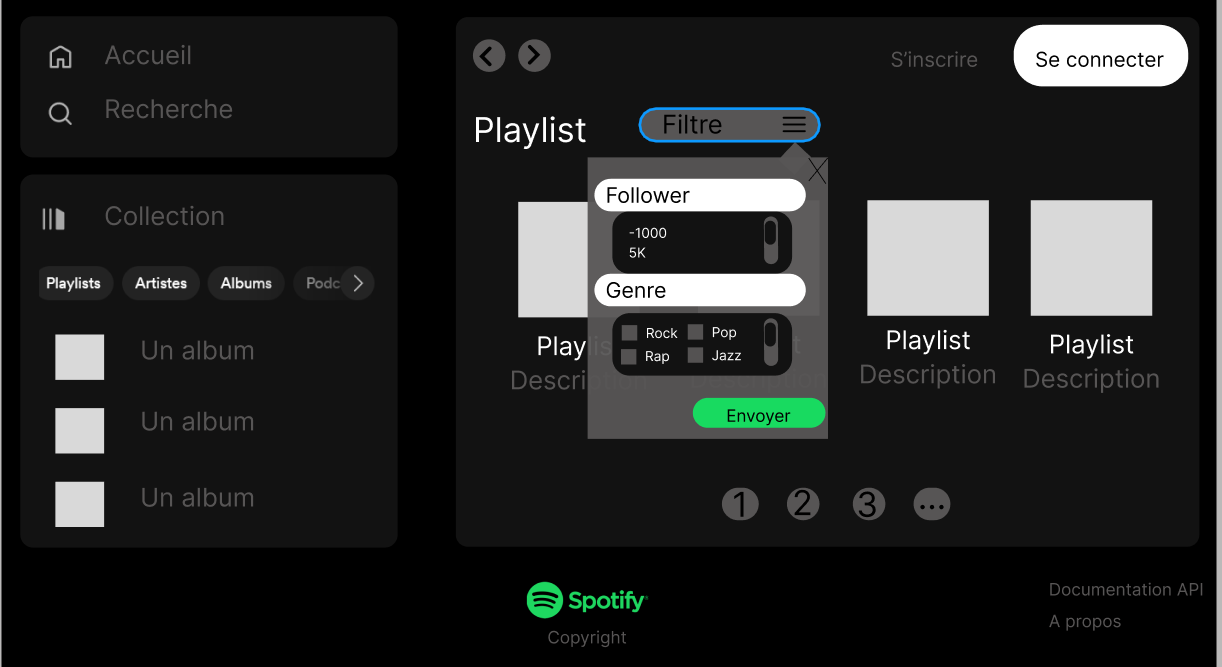 Accueil
Recherche
Collection
Playlists Artistes Albums Podc
Un album
Un album
Un album
S'inscrire Se connecter
Playlist Filtre
X
Follower
-1000
5K
Genre
Rock Pop
Rap Jazz
Envoyer
Playlis
Descri
Description
Playlist
Description
Playlist
Description
1 2 3 ...
Spotify
Copyright
Documentation API
A propos